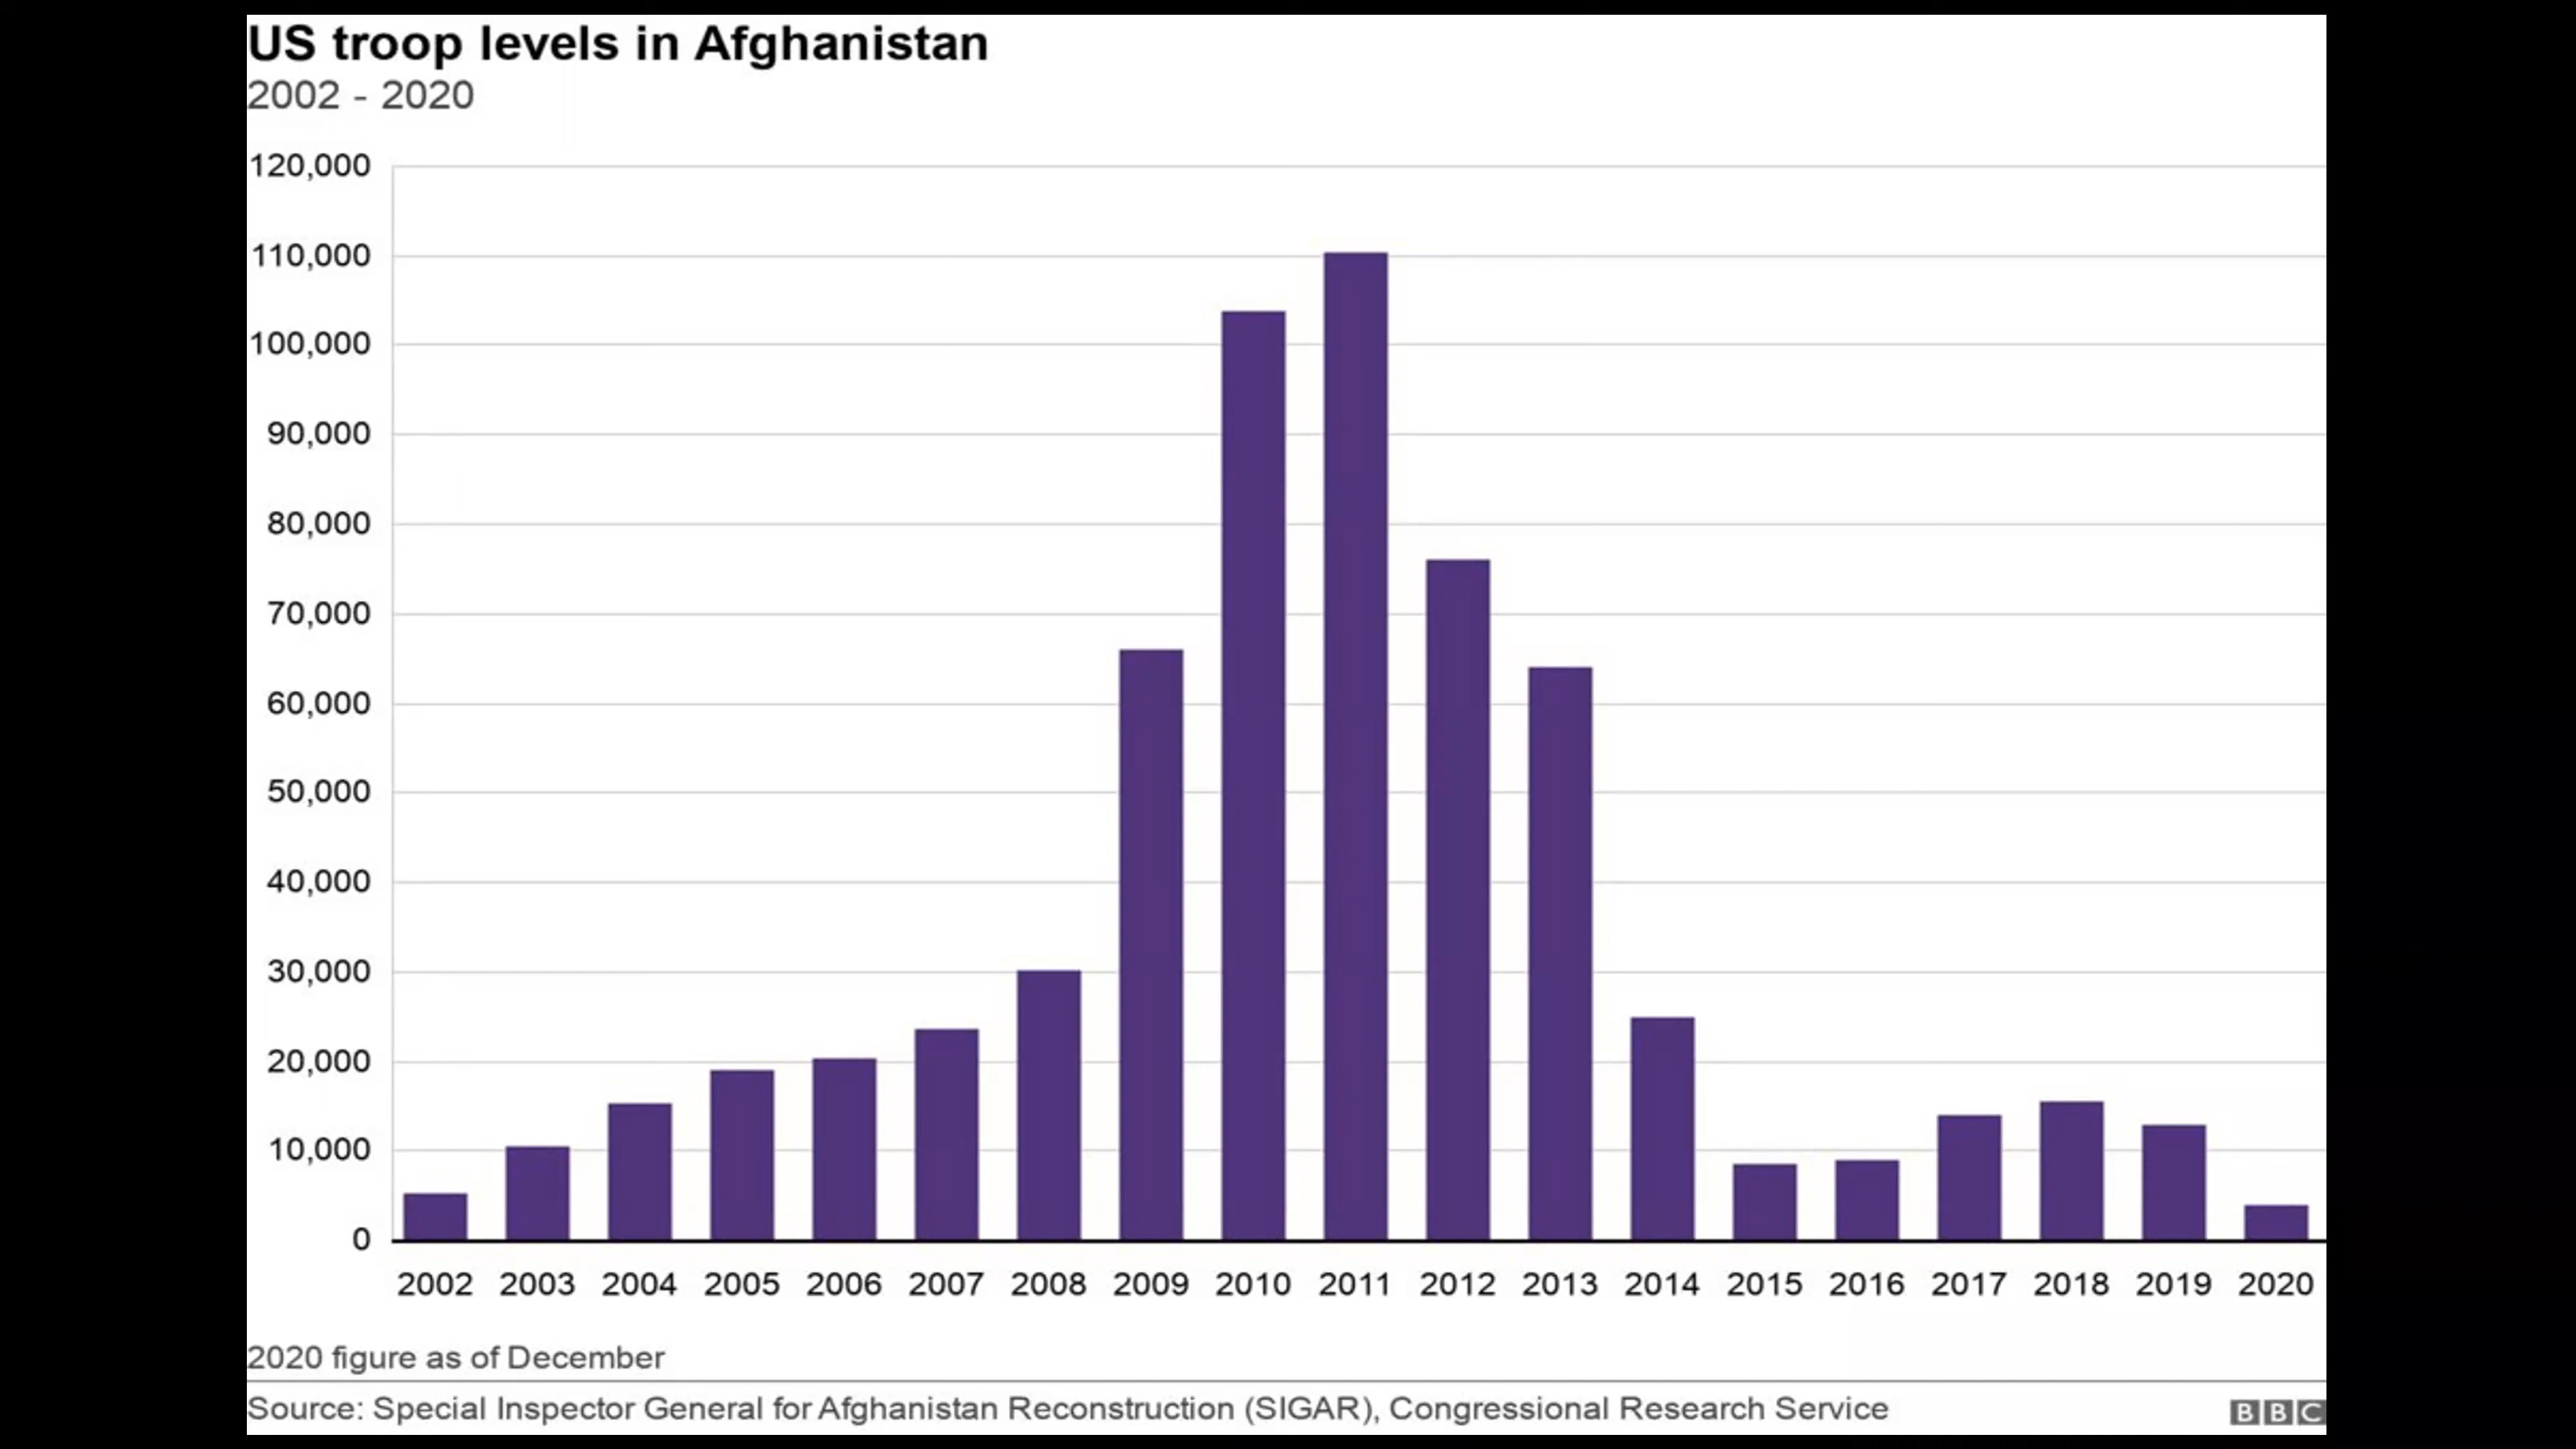 US troop levels in Afghanistan
2002 - 2020
120,000
110,000
100,000
90,000
80,000
70,000
60,000
50,000
40,000
30,000
20,000
10,000
0
2002 2003 2004 2005 2006 2007 2008 2009 2010 2011 2012 2013 2014 2015 2016 2017 2018 2019 2020
2020 figure as of December
Source: Special Inspector General for Afghanistan Reconstruction (SIGAR), Congressional Research Service
BBC